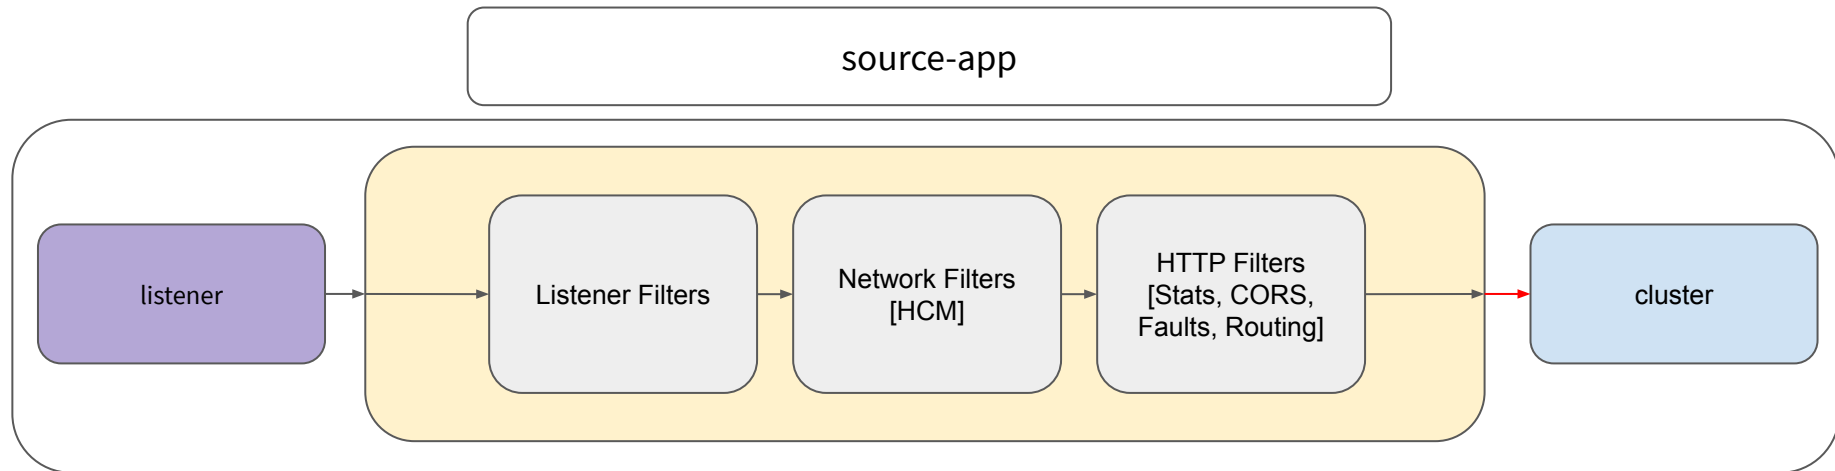 source-app
listener
Listener Filters
Network Filters
[HCM]
HTTP Filters
[Stats, CORS,
Faults, Routing]
cluster